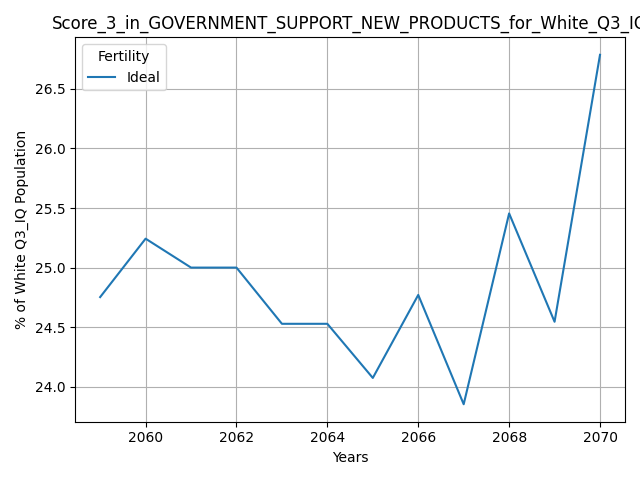 Score_3_in_GOVERNMENT_SUPPORT_NEW_PRODUCTS_for_White_Q3_IQ
Fertility
Ideal
% of White Q3_IQ Population
26.5
26.0
25.5
25.0
24.5
24.0
2060 2062 2064 2066 2068 2070
Years